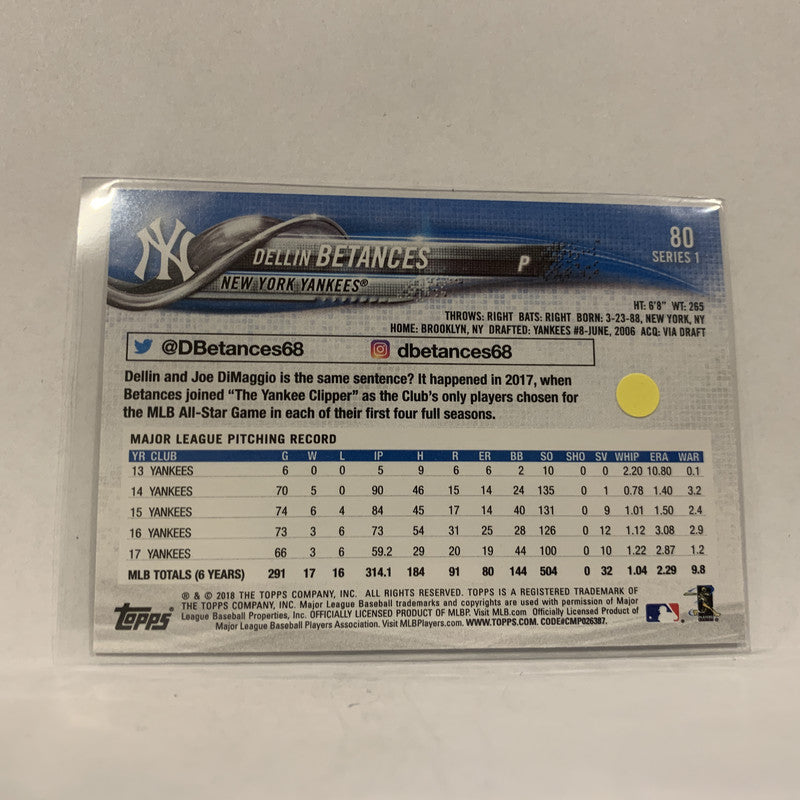 80
SERIES 1
NY
DELLIN BETANCES P
NEW YORK YANKEES®
HT: 6'8" WT: 265
THROWS: RIGHT BATS: RIGHT BORN: 3-23-88, NEW YORK, NY
HOME: BROOKLYN, NY DRAFTED: YANKEES #8-JUNE, 2006 ACQ: VIA DRAFT
@DBetances68 dbetances68
Dellin and Joe DiMaggio is the same sentence? It happened in 2017, when
Betances joined “The Yankee Clipper” as the Club's only players chosen for
the MLB All-Star Game in each of their first four full seasons.
MAJOR LEAGUE PITCHING RECORD
YR CLUB G W L IP H R ER BB SO SHO SV WHIP ERA WAR
13 YANKEES 6 0 0 5 9 6 6 2 10 0 0 2.20 10.80 0.1
14 YANKEES 70 5 0 90 46 15 14 24 135 0 1 0.78 1.40 3.2
15 YANKEES 74 6 4 84 45 17 14 40 131 0 9 1.01 1.50 2.4
16 YANKEES 73 3 6 73 54 31 25 28 126 0 12 1.12 3.08 2.9
17 YANKEES 66 3 6 59.2 29 20 19 44 100 0 10 1.22 2.87 1.2
MLB TOTALS (6 YEARS) 291 17 16 314.1 184 91 80 144 504 0 32 1.04 2.29 9.8
Topps
® & © 2018 THE TOPPS COMPANY, INC. ALL RIGHTS RESERVED. TOPPS IS A REGISTERED TRADEMARK OF
THE TOPPS COMPANY, INC. Major League Baseball trademarks and copyrights are used with permission of Major
League Baseball Properties, Inc. OFFICIALLY LICENSED PRODUCT OF MLBP. Visit MLB.com Officially Licensed Product of
Major League Baseball Players Association. Visit MLBPlayers.com. WWW.TOPPS.COM. CODE#CMP026387.